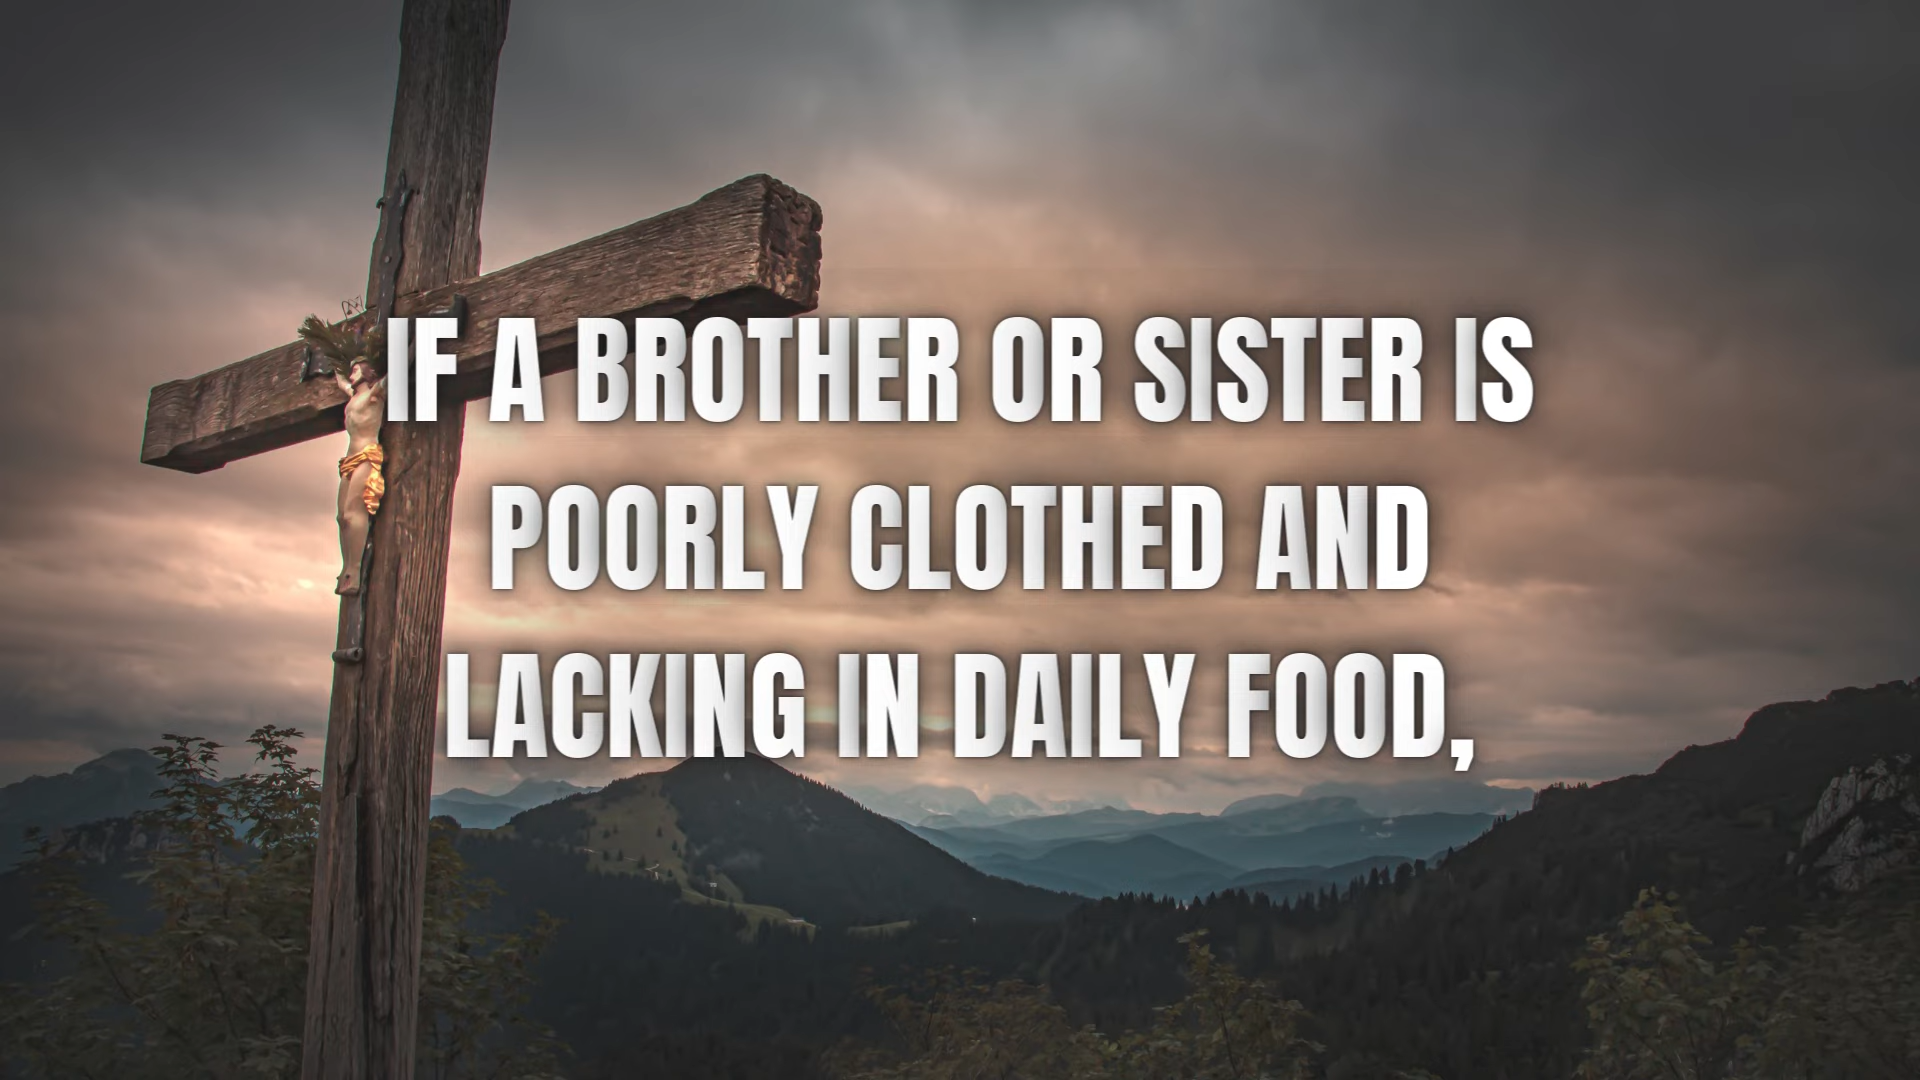 IF A BROTHER OR SISTER IS
POORLY CLOTHED AND
LACKING IN DAILY FOOD,